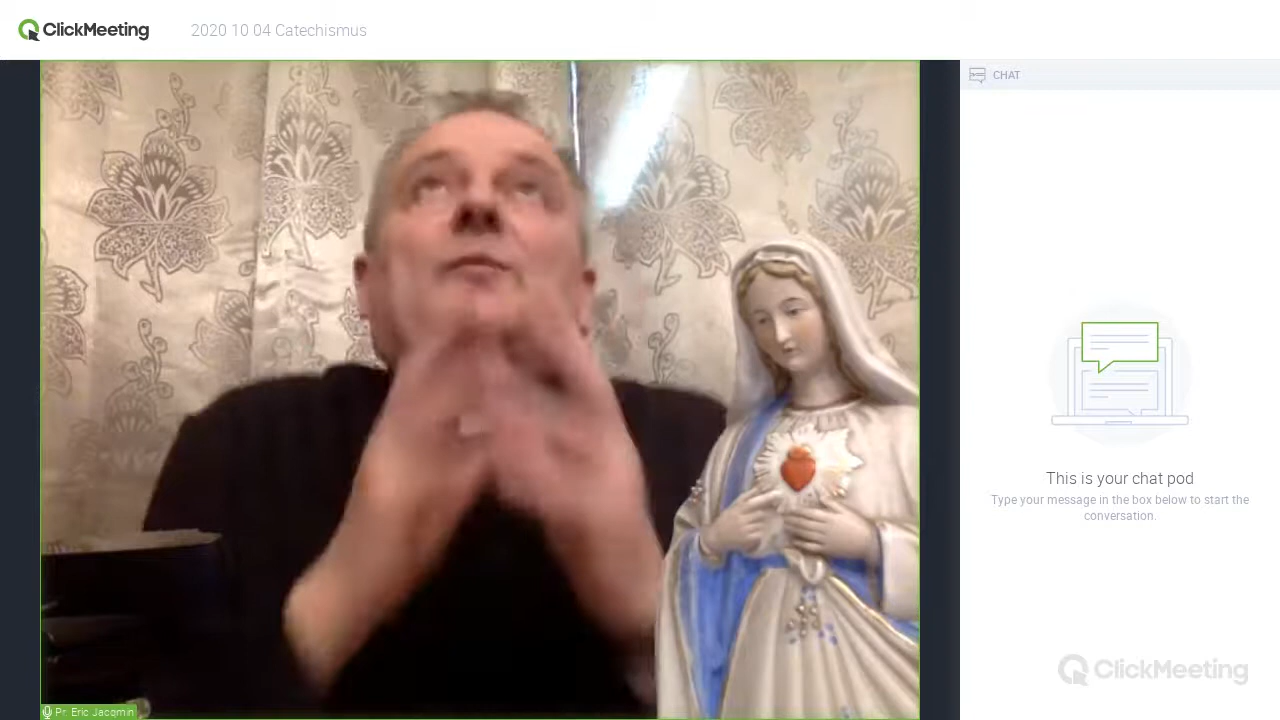 ClickMeeting
2020 10 04 Catechismus
CHAT
This is your chat pod
Type your message in the box below to start the
conversation.
ClickMeeting
Pr. Eric Jacqmin